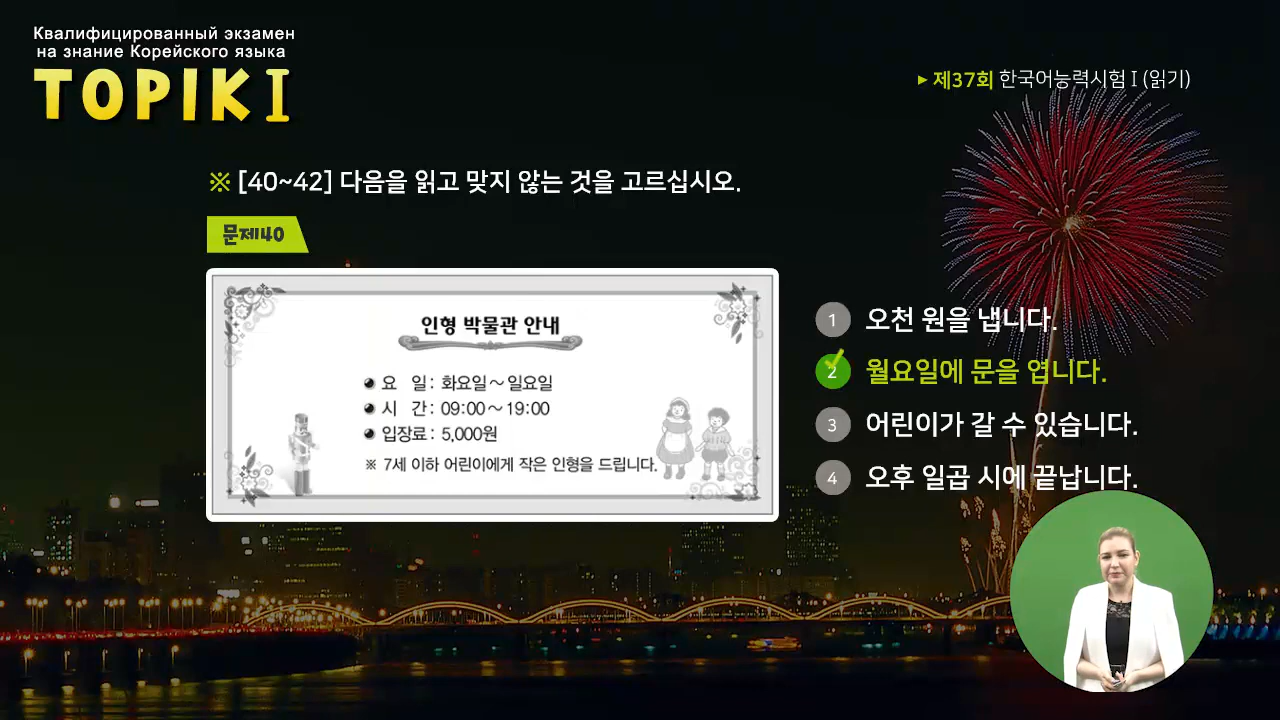 Квалифицированный экзамен
на знание Корейского языка
TOPIK I
▸ 제37회 한국어능력시험 I (읽기)
※ [40~42] 다음을 읽고 맞지 않는 것을 고르십시오.
문제40
인형 박물관 안내
요 일 : 화요일～일요일
시 간 : 09:00～19:00
입장료 : 5,000원
※ 7세 이하 어린이에게 작은 인형을 드립니다.
1 오천 원을 냅니다.
2 월요일에 문을 엽니다.
3 어린이가 갈 수 있습니다.
4 오후 일곱 시에 끝납니다.